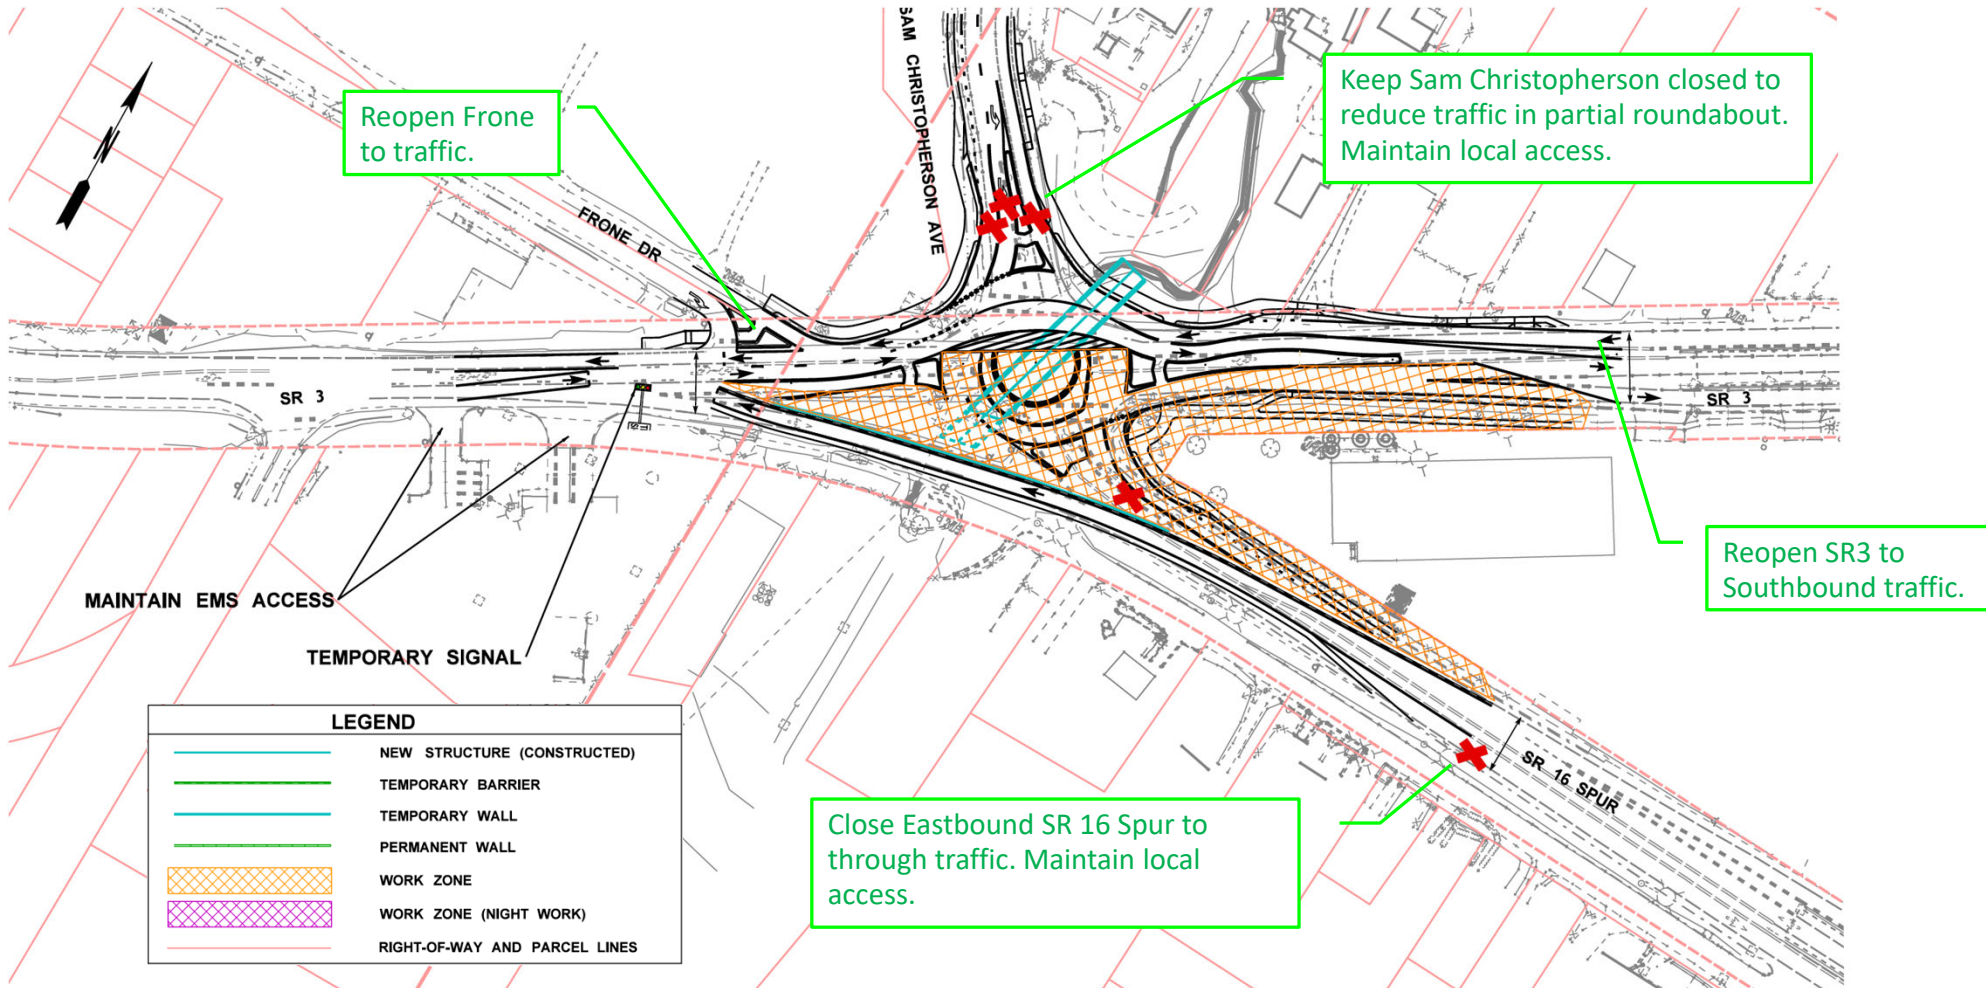 SAM CHRISTOPHERSON AVE
Keep Sam Christopherson closed to
reduce traffic in partial roundabout.
Maintain local access.
Reopen Frone
to traffic.
N
FRONE DR
SR 3
SR 3
Reopen SR3 to
Southbound traffic.
MAINTAIN EMS ACCESS
TEMPORARY SIGNAL
SR 16 SPUR
Close Eastbound SR 16 Spur to
through traffic. Maintain local
access.
LEGEND
NEW STRUCTURE (CONSTRUCTED)
TEMPORARY BARRIER
TEMPORARY WALL
PERMANENT WALL
WORK ZONE
WORK ZONE (NIGHT WORK)
RIGHT-OF-WAY AND PARCEL LINES